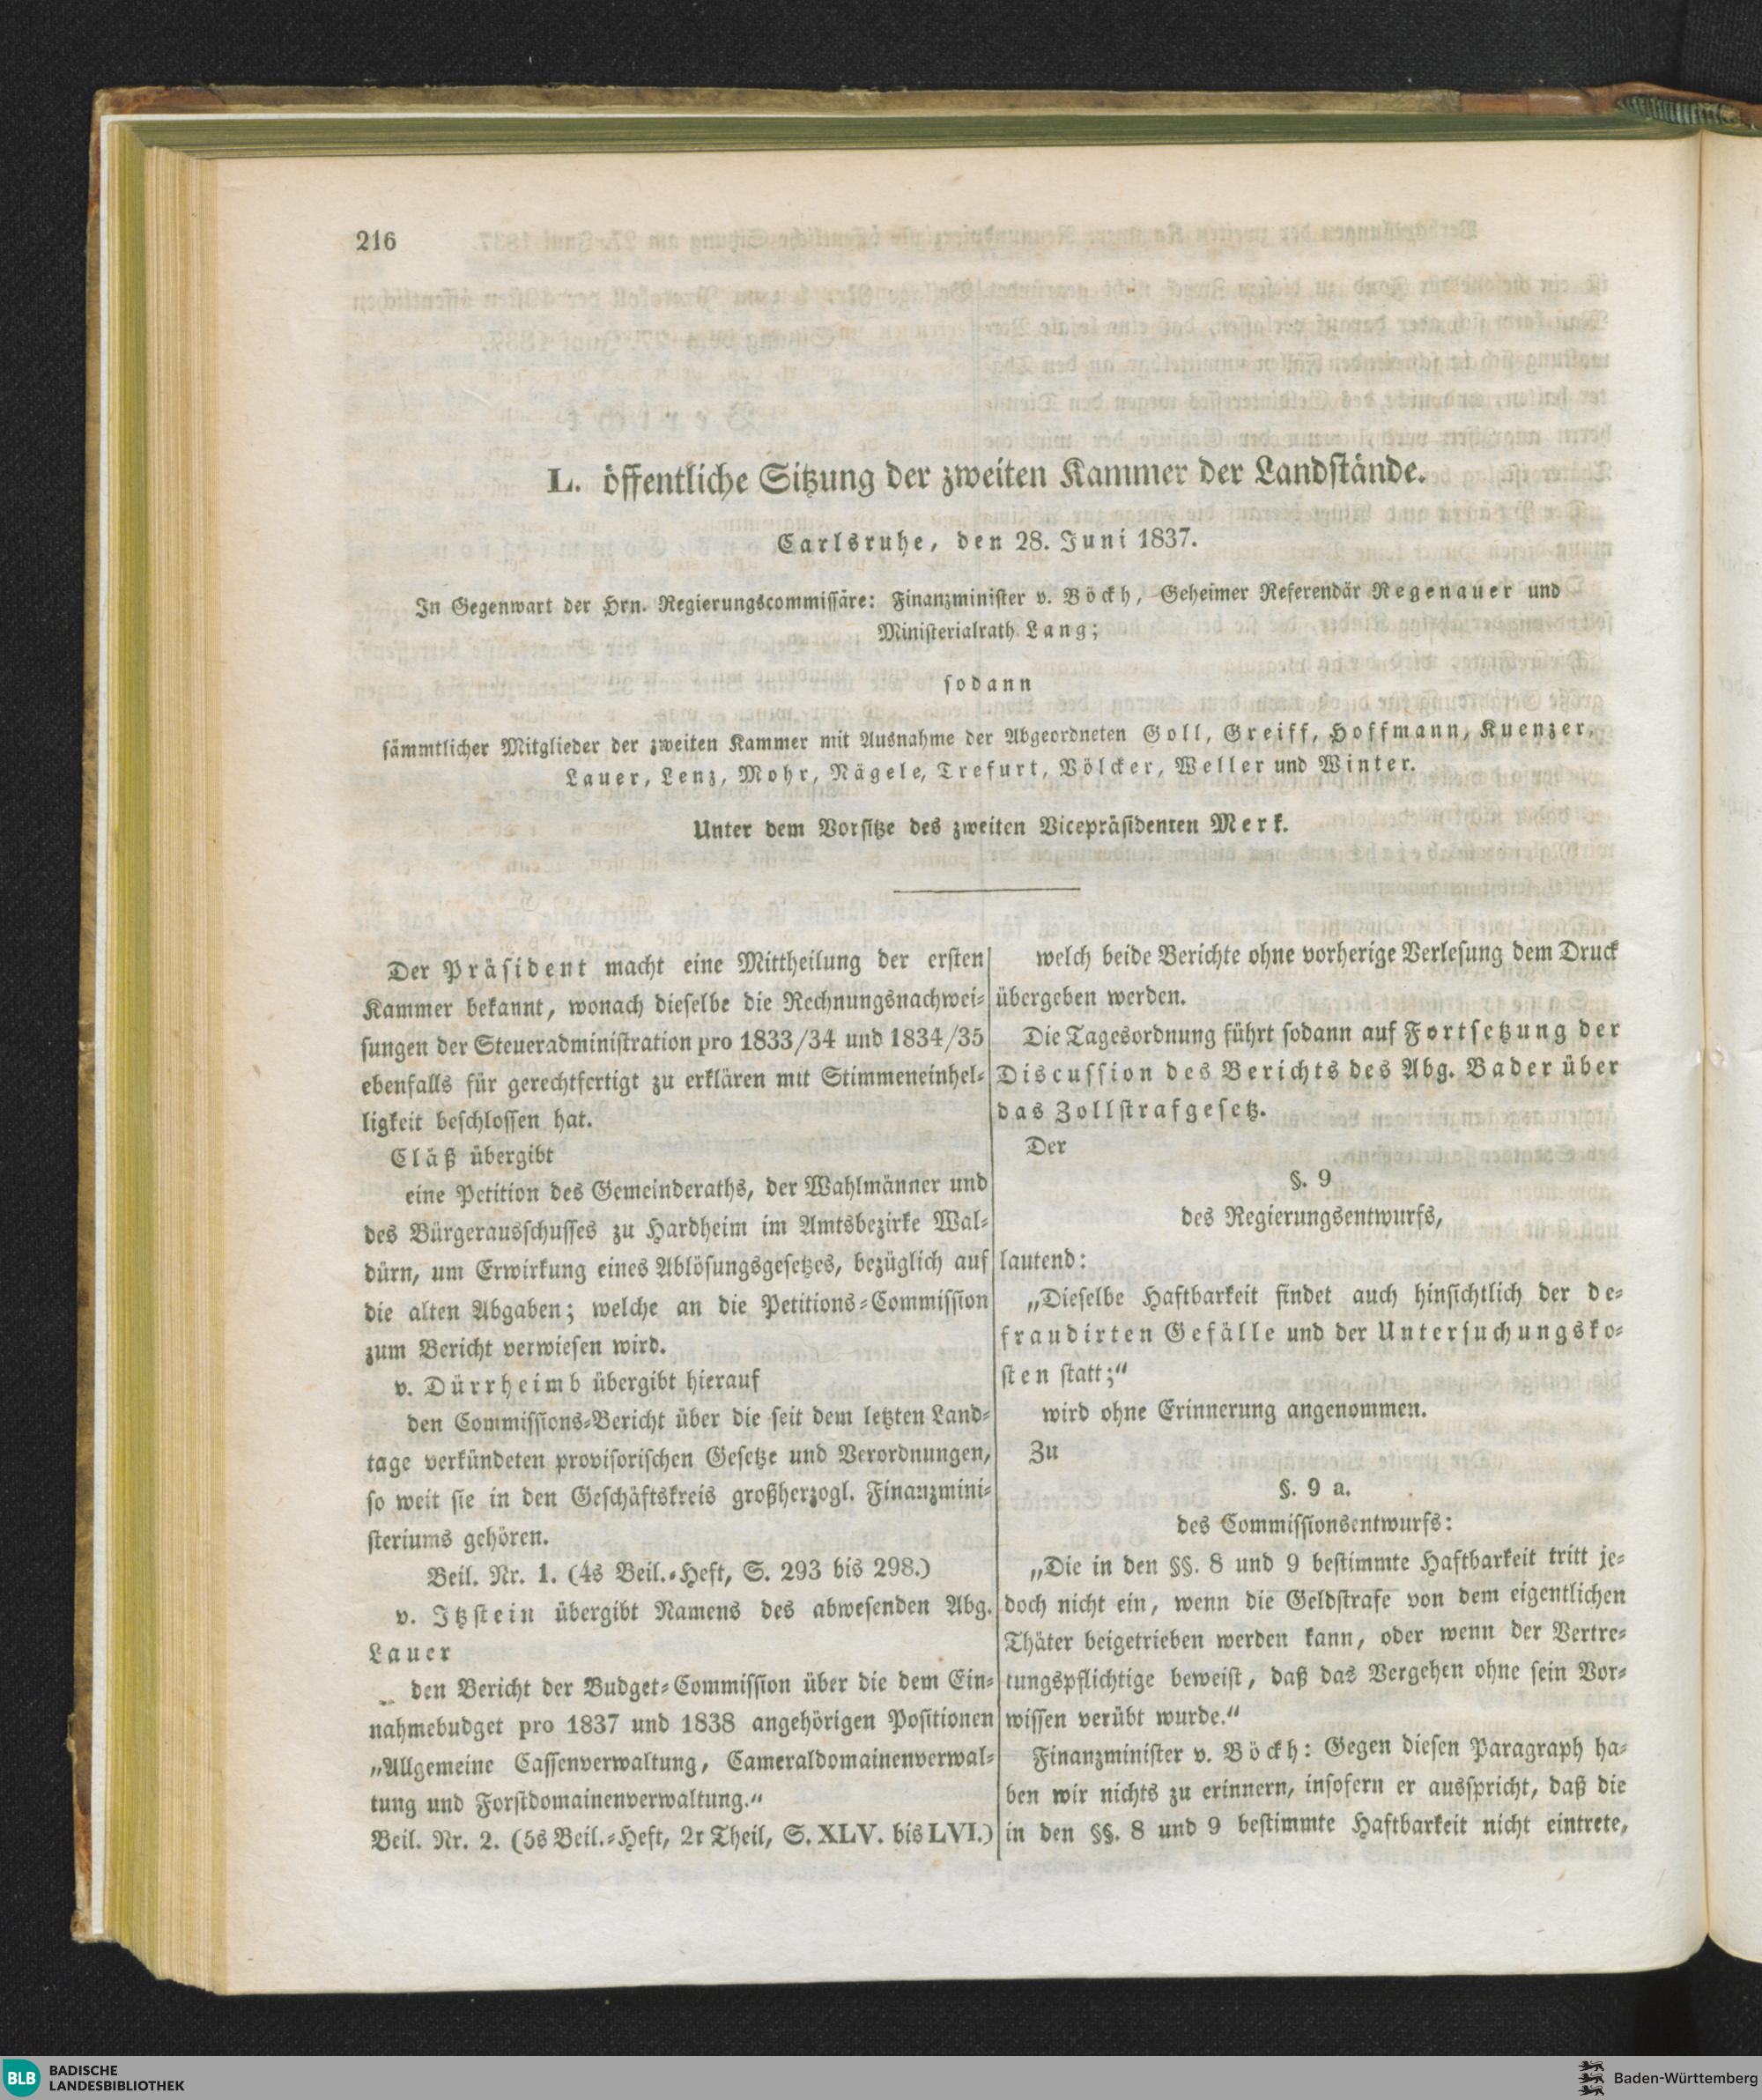 216
L. öffentliche Sitzung der zweiten Kammer der Landstände.
Carlsruhe, den 28. Juni 1837.
In Gegenwart der Hrn. Regierungscommissäre: Finanzminister v. Böckh, Geheimer Referendär Regenauer und
Ministerialrath Lang;
sodann
sämmtlicher Mitglieder der zweiten Kammer mit Ausnahme der Abgeordneten Goll, Greiff, Hoffmann, Kuenzer,
Lauer, Lenz, Mohr, Nägele, Trefurt, Völcker, Weller und Winter.
Unter dem Vorsitze des zweiten Vicepräsidenten Merk.
Der Präsident macht eine Mittheilung der ersten
Kammer bekannt, wonach dieselbe die Rechnungsnachwei-
sungen der Steueradministration pro 1833/34 und 1834/35
ebenfalls für gerechtfertigt zu erklären mit Stimmeneinhel-
ligkeit beschlossen hat.
Cläß übergibt
eine Petition des Gemeinderaths, der Wahlmänner und
des Bürgerausschusses zu Hardheim im Amtsbezirke Wal-
dürn, um Erwirkung eines Ablösungsgesetzes, bezüglich auf
die alten Abgaben; welche an die Petitions-Commission
zum Bericht verwiesen wird.
v. Dürrheimb übergibt hierauf
den Commissions-Bericht über die seit dem letzten Land-
tage verkündeten provisorischen Gesetze und Verordnungen,
so weit sie in den Geschäftskreis großherzogl. Finanzmini-
steriums gehören.
Beil. Nr. 1. (4s Beil.-Heft, S. 293 bis 298.)
v. Itzstein übergibt Namens des abwesenden Abg.
Lauer
den Bericht der Budget-Commission über die dem Ein-
nahmebudget pro 1837 und 1838 angehörigen Positionen
„Allgemeine Cassenverwaltung, Cameraldomainenverwal-
tung und Forstdomainenverwaltung.“
Beil. Nr. 2. (5s Beil.-Heft, 2r Theil, S. XLV. bis LVI.)
welch beide Berichte ohne vorherige Verlesung dem Druck
übergeben werden.
Die Tagesordnung führt sodann auf Fortsetzung der
Discussion des Berichts des Abg. Bader über
das Zollstrafgesetz.
Der
§. 9
des Regierungsentwurfs,
lautend:
„Dieselbe Haftbarkeit findet auch hinsichtlich der de-
fraudirten Gefälle und der Untersuchungsko-
sten statt;“
wird ohne Erinnerung angenommen.
Zu
§. 9 a.
des Commissionsentwurfs:
„Die in den §§. 8 und 9 bestimmte Haftbarkeit tritt je-
doch nicht ein, wenn die Geldstrafe von dem eigentlichen
Thäter beigetrieben werden kann, oder wenn der Vertre-
tungspflichtige beweist, daß das Vergehen ohne sein Vor-
wissen verübt wurde.“
Finanzminister v. Böckh: Gegen diesen Paragraph ha-
ben wir nichts zu erinnern, insofern er ausspricht, daß die
in den §§. 8 und 9 bestimmte Haftbarkeit nicht eintrete,
BLB BADISCHE
LANDESBIBLIOTHEK
Baden-Württemberg